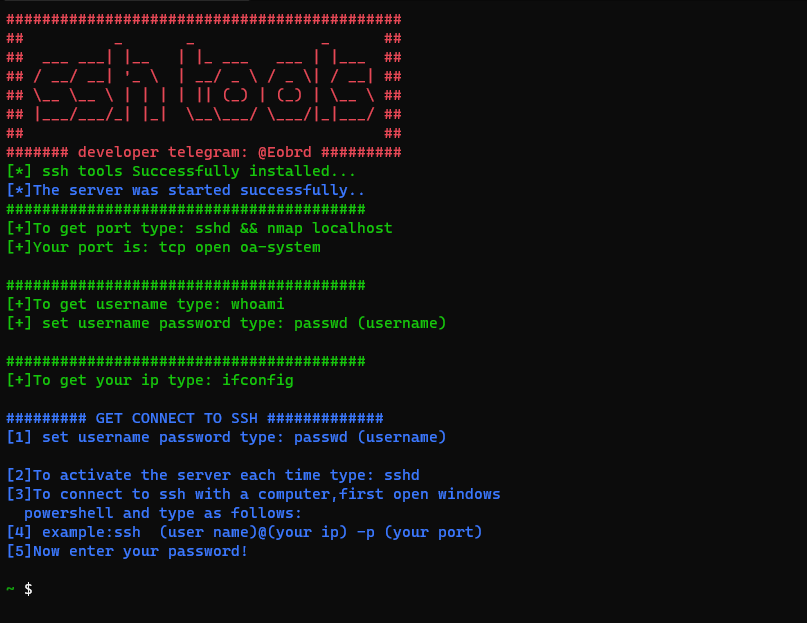 ############################################
##          _       _              _      ##
##  ___ ___| |__   | |_ ___   ___ | |___  ##
## / __/ __| '_ \  | __/ _ \ / _ \| / __| ##
## \__ \__ \ | | | | || (_) | (_) | \__ \ ##
## |___/___/_| |_|  \__\___/ \___/|_|___/ ##
##                                        ##
####### developer telegram: @Eobrd #########
[*] ssh tools Successfully installed...
[*]The server was started successfully..
########################################
[+]To get port type: sshd && nmap localhost
[+]Your port is: tcp open oa-system
########################################
[+]To get username type: whoami
[+] set username password type: passwd (username)
########################################
[+]To get your ip type: ifconfig
######### GET CONNECT TO SSH #############
[1] set username password type: passwd (username)
[2]To activate the server each time type: sshd
[3]To connect to ssh with a computer,first open windows
powershell and type as follows:
[4] example:ssh  (user name)@(your ip) -p (your port)
[5]Now enter your password!
~ $